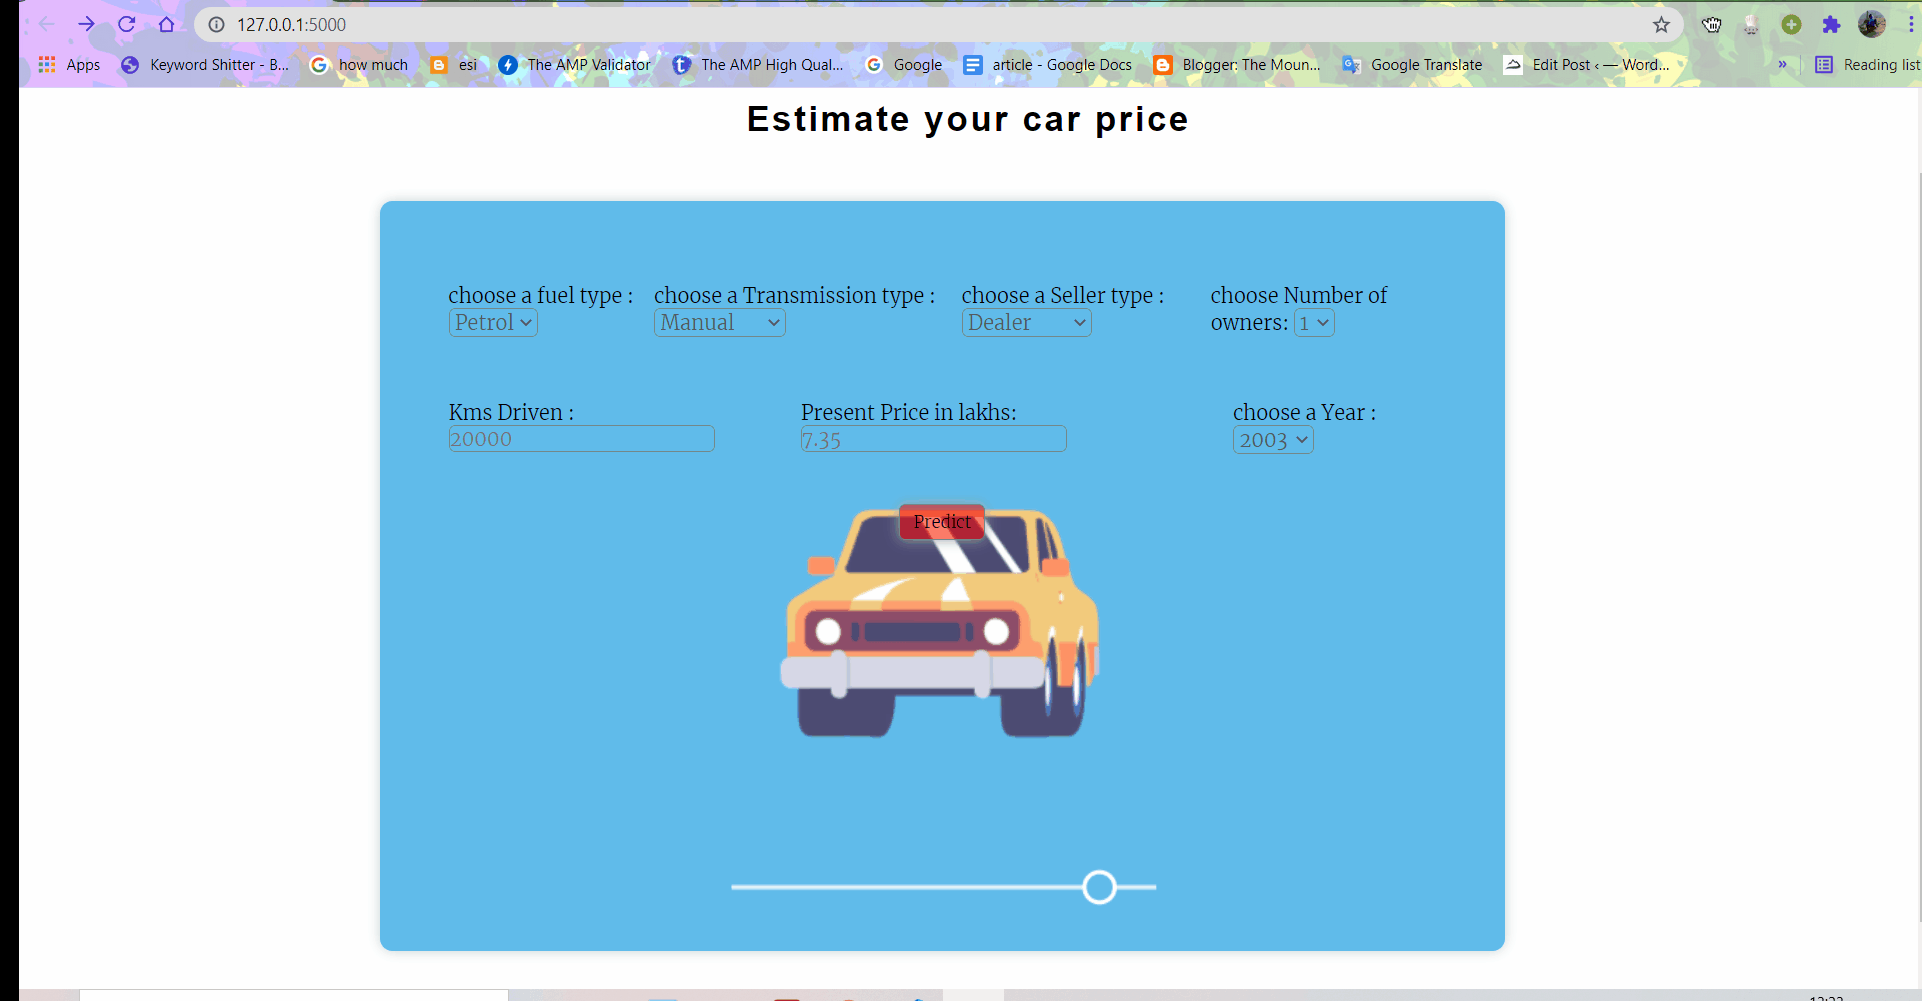 127.0.0.1:5000
Apps Keyword Shitter - B... how much esi The AMP Validator The AMP High Qual... Google article - Google Docs Blogger: The Moun... Google Translate Edit Post ‹ — Word... » Reading list
Estimate your car price
choose a fuel type : choose a Transmission type : choose a Seller type : choose Number of
Petrol Manual Dealer owners: 1
Kms Driven : Present Price in lakhs: choose a Year :
20000 7.35 2003
Predict